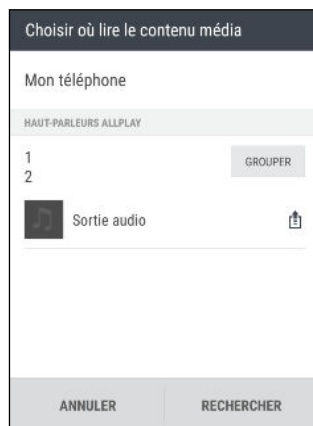 Choisir où lire le contenu média
Mon téléphone
HAUT-PARLEURS ALLPLAY
1
GROUPER
2
Sortie audio
ANNULER
RECHERCHER